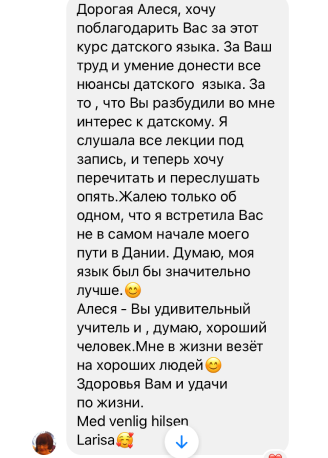 Дорогая Алеся, хочу
поблагодарить Вас за этот
курс датского языка. За Ваш
труд и умение донести все
нюансы датского  языка. За
то , что Вы разбудили во мне
интерес к датскому. Я
слушала все лекции под
запись, и теперь хочу
перечитать и переслушать
опять.Жалею только об
одном, что я встретила Вас
не в самом начале моего
пути в Дании. Думаю, моя
язык был бы значительно
лучше.😊
Алеся - Вы удивительный
учитель и , думаю, хороший
человек.Мне в жизни везёт
на хороших людей😊
Здоровья Вам и удачи
по жизни.
Med venlig hilsen
Larisa🥰